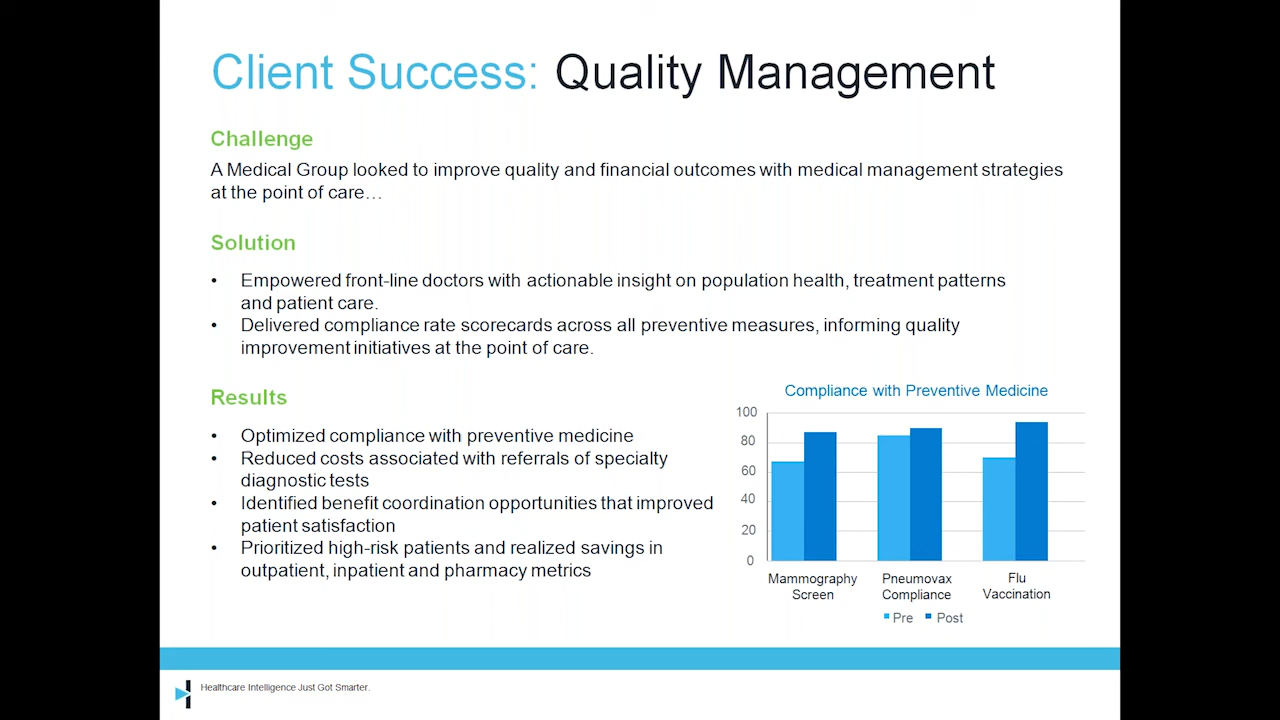 Client Success: Quality Management
Challenge
A Medical Group looked to improve quality and financial outcomes with medical management strategies
at the point of care…
Solution
• Empowered front-line doctors with actionable insight on population health, treatment patterns
and patient care.
• Delivered compliance rate scorecards across all preventive measures, informing quality
improvement initiatives at the point of care.
Results
• Optimized compliance with preventive medicine
• Reduced costs associated with referrals of specialty
diagnostic tests
• Identified benefit coordination opportunities that improved
patient satisfaction
• Prioritized high-risk patients and realized savings in
outpatient, inpatient and pharmacy metrics
Compliance with Preventive Medicine
100
80
60
40
20
0
Mammography
Screen
Pneumovax
Compliance
Flu
Vaccination
Pre Post
Healthcare Intelligence Just Got Smarter.